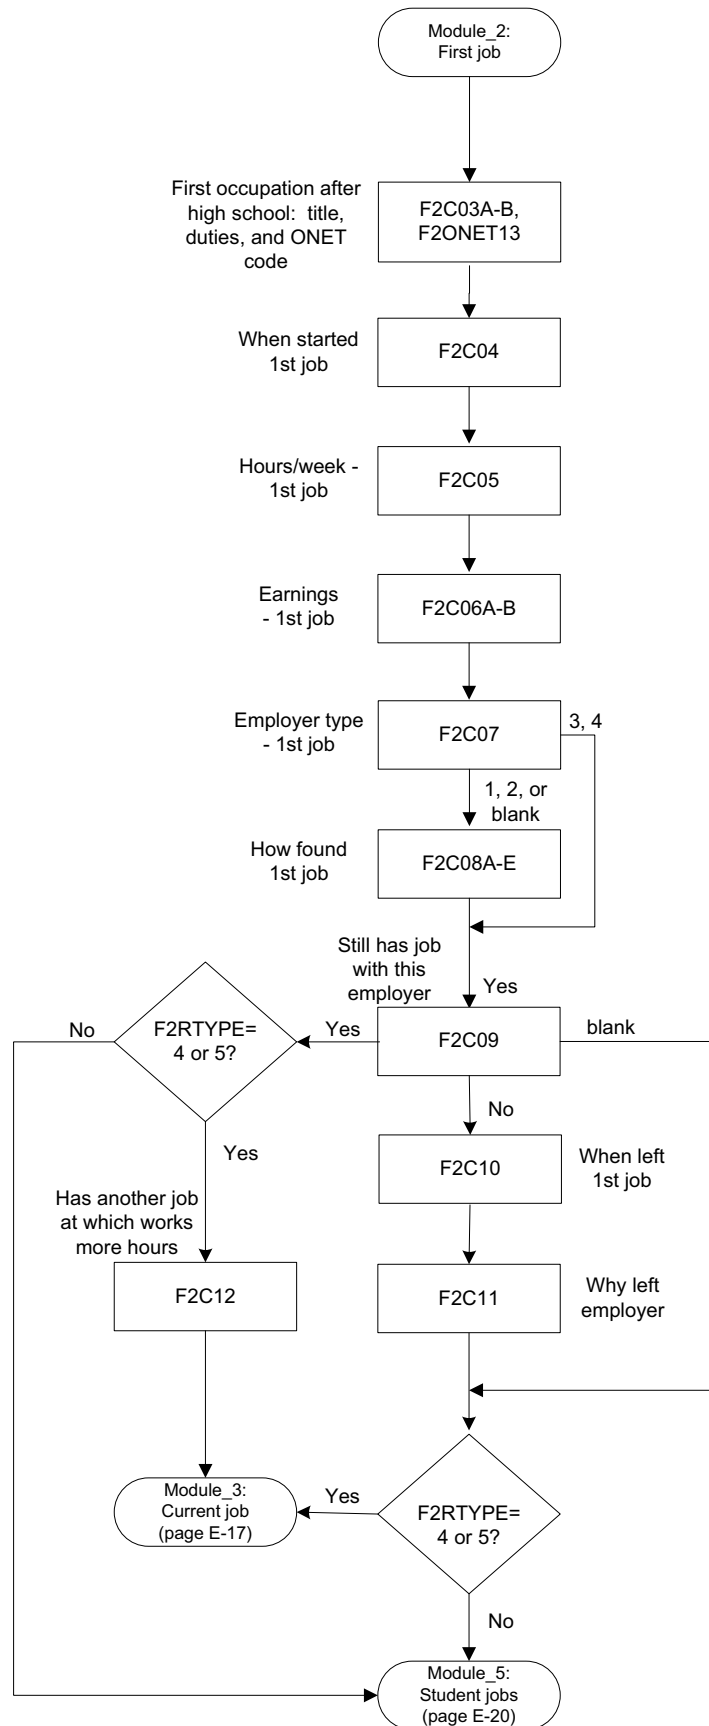 Module_2:
First job
First occupation after
high school:  title,
duties, and ONET
code
F2C03A-B,
F2ONET13
When started
1st job
F2C04
Hours/week -
1st job
F2C05
Earnings
- 1st job
F2C06A-B
Employer type
- 1st job
F2C07
3, 4
1, 2, or
blank
How found
1st job
F2C08A-E
Still has job
with this
employer
Yes
No
F2RTYPE=
4 or 5?
Yes
F2C09
blank
Yes
No
F2C10
When left
1st job
Has another job
at which works
more hours
F2C12
F2C11
Why left
employer
Module_3:
Current job
(page E-17)
Yes
F2RTYPE=
4 or 5?
No
Module_5:
Student jobs
(page E-20)